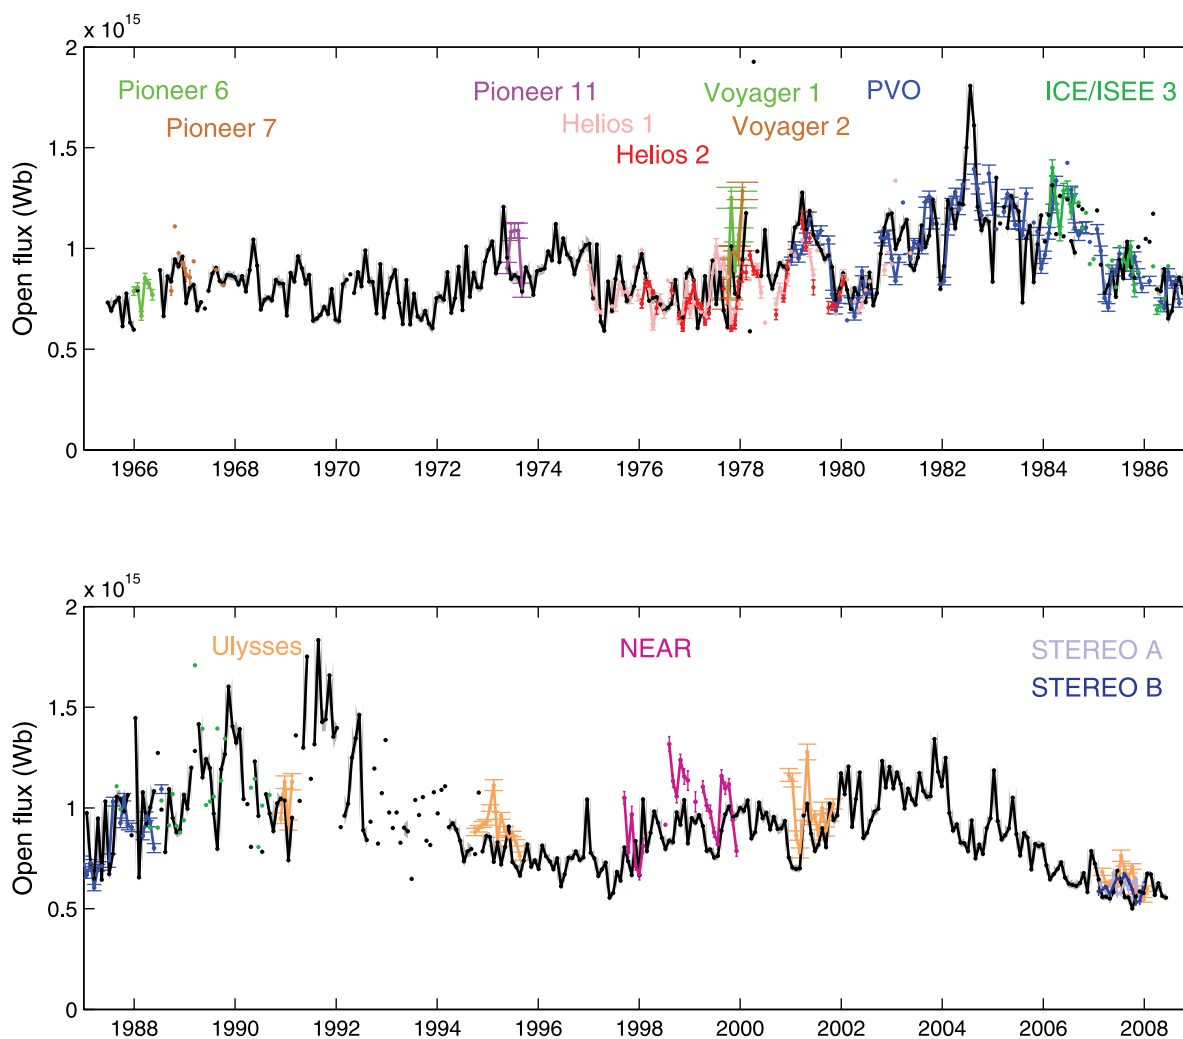 x 10^15
2
Pioneer 6 Pioneer 11 Voyager 1 PVO ICE/ISEE 3
Pioneer 7 Helios 1 Voyager 2
Helios 2
1.5
Open flux (Wb)
1
0.5
0
1966 1968 1970 1972 1974 1976 1978 1980 1982 1984 1986
x 10^15
2
Ulysses NEAR STEREO A
STEREO B
1.5
Open flux (Wb)
1
0.5
0
1988 1990 1992 1994 1996 1998 2000 2002 2004 2006 2008